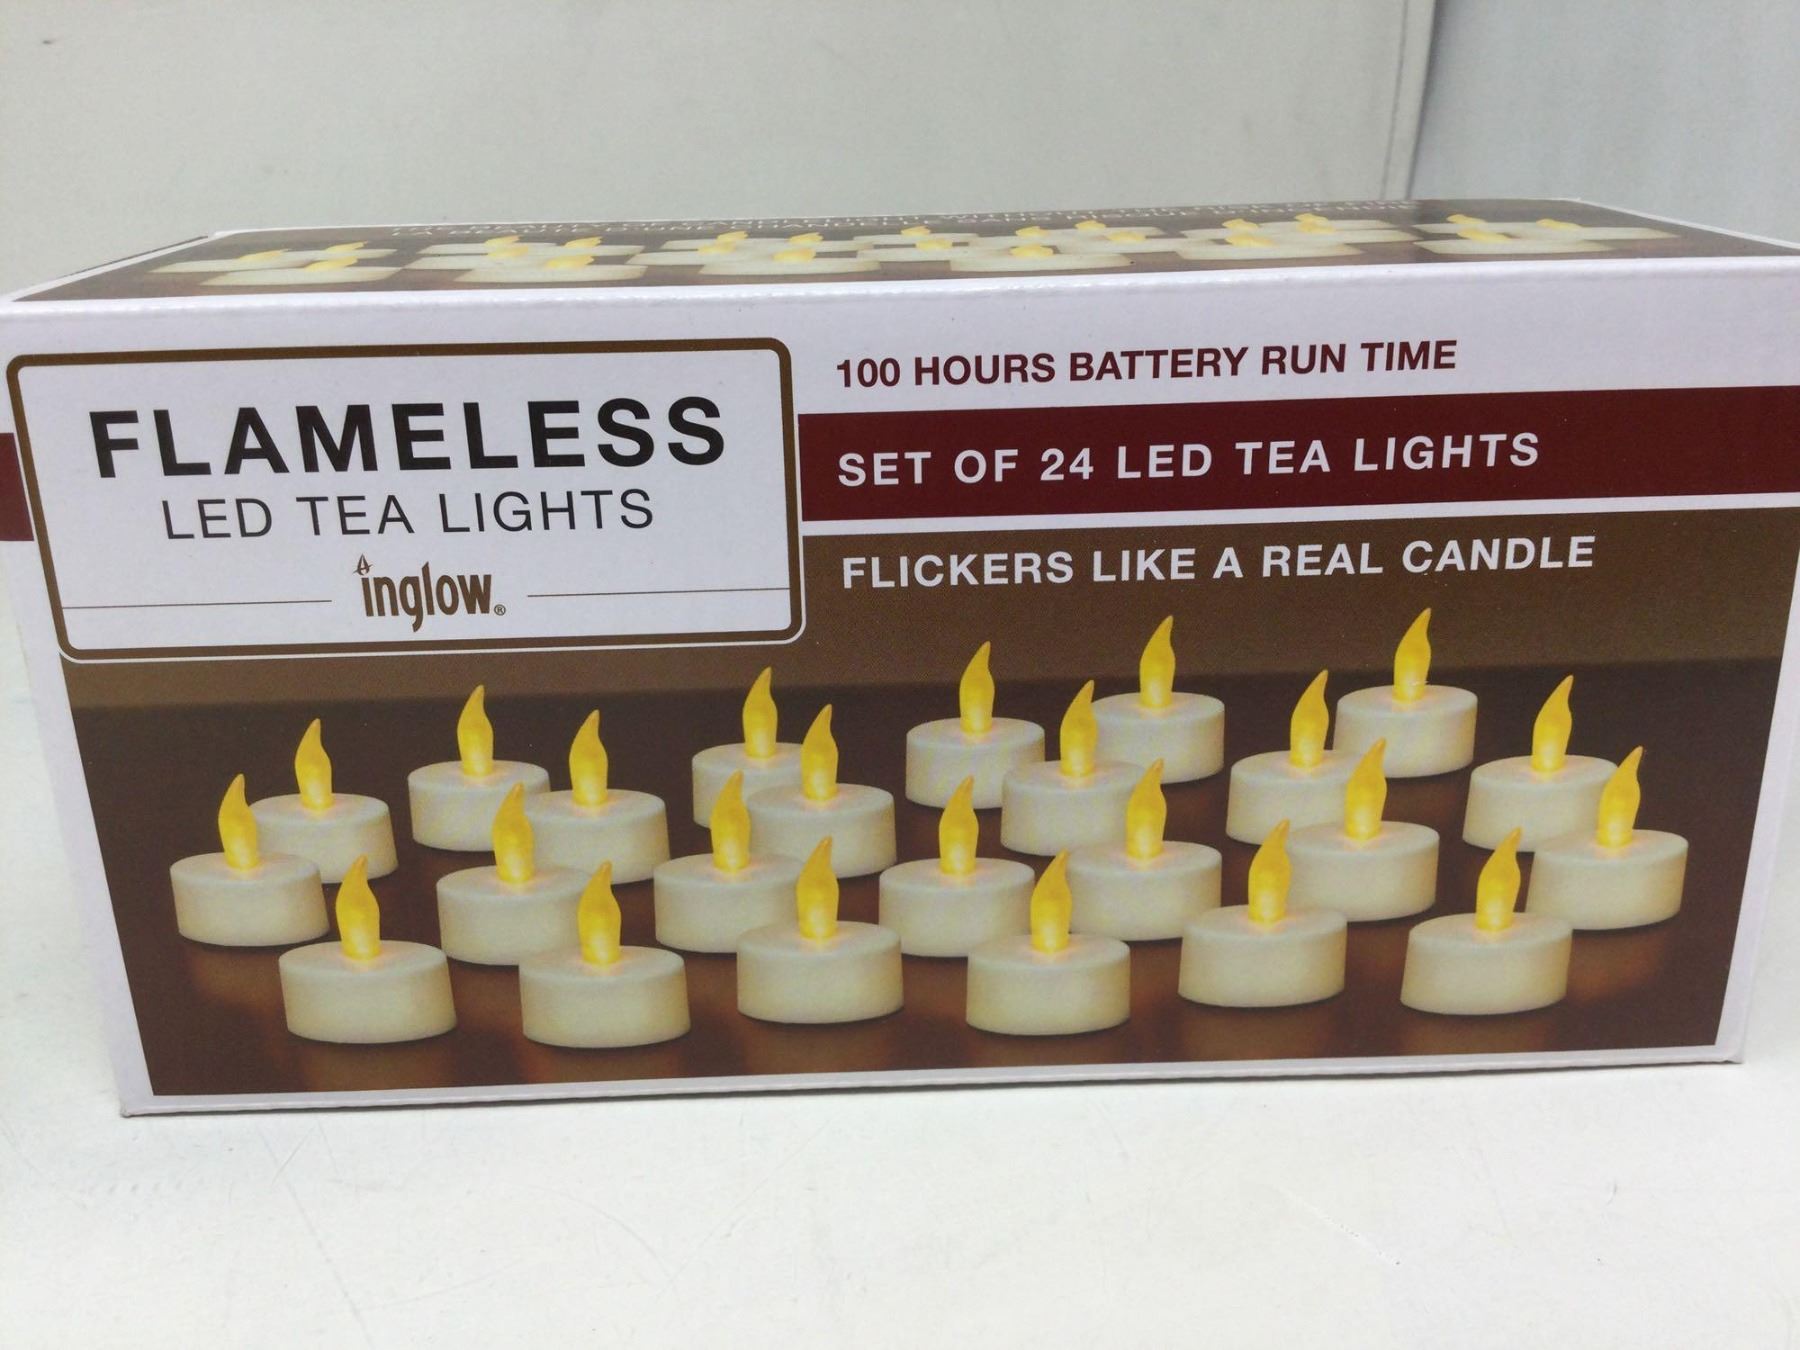 FLAMELESS
LED TEA LIGHTS
inglow®
100 HOURS BATTERY RUN TIME
SET OF 24 LED TEA LIGHTS
FLICKERS LIKE A REAL CANDLE